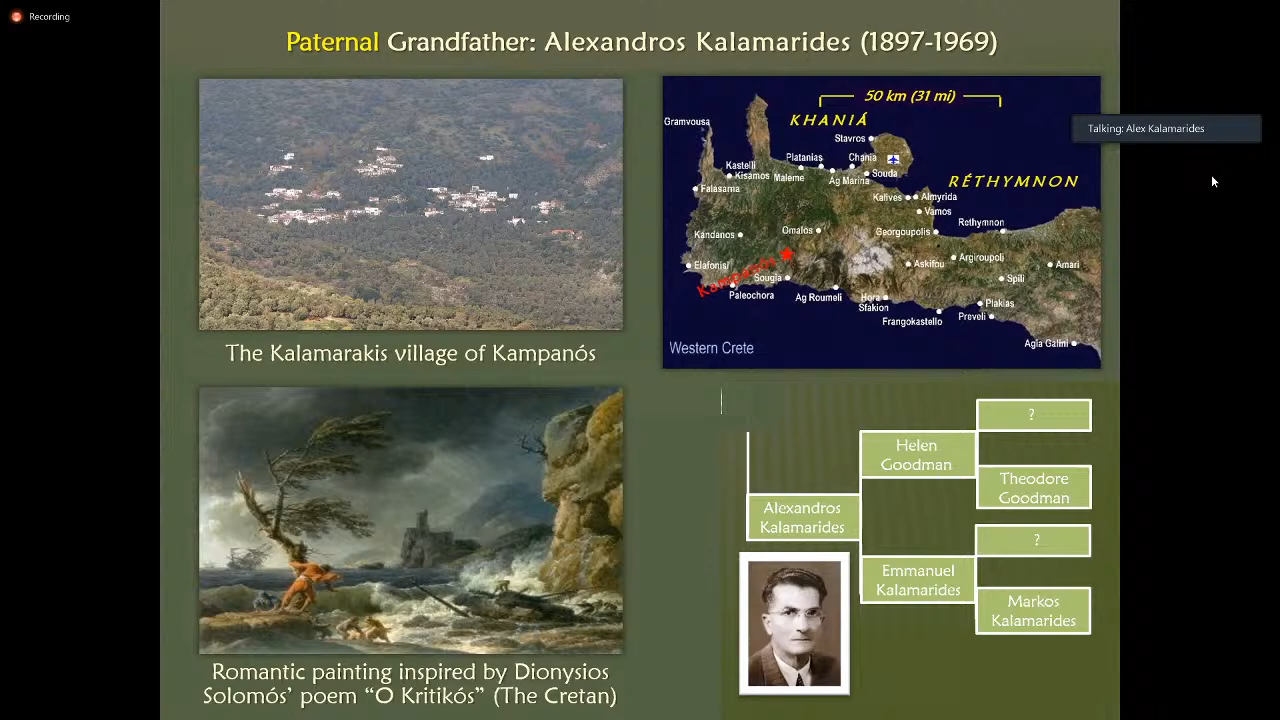 Recording
Paternal Grandfather: Alexandros Kalamarides (1897-1969)
Talking: Alex Kalamarides
50 km (31 mi)
KHANIÁ
RÉTHYMNON
Gramvousa
Stavros
Platanias
Chania
Kastelli
Kisamos
Maleme
Ag Marina
Souda
Falasarna
Kalives
Almyrida
Vamos
Kandanos
Omalos
Georgoupolis
Rethymnon
Elafonisi
Kampanós
Sougia
Askifou
Argiroupoli
Amari
Spili
Paleochora
Ag Roumeli
Hora
Sfakion
Plakias
Frangokastello
Preveli
Agia Galini
Western Crete
The Kalamarakis village of Kampanós
?
Helen
Goodman
Theodore
Goodman
Alexandros
Kalamarides
?
Emmanuel
Kalamarides
Markos
Kalamarides
Romantic painting inspired by Dionysios
Solomós’ poem “O Kritikós” (The Cretan)